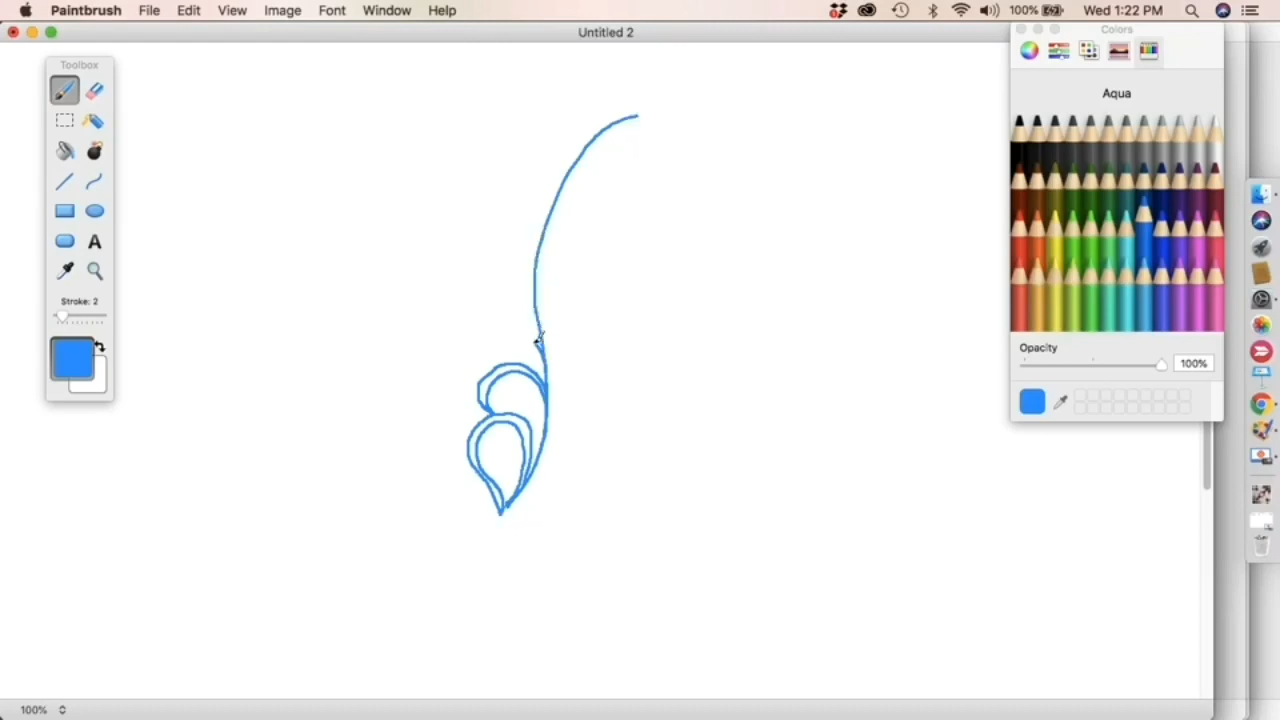 Paintbrush File Edit View Image Font Window Help 100% Wed 1:22 PM
Untitled 2
Colors
Toolbox
Aqua
Stroke: 2
A
Opacity
100%
100%